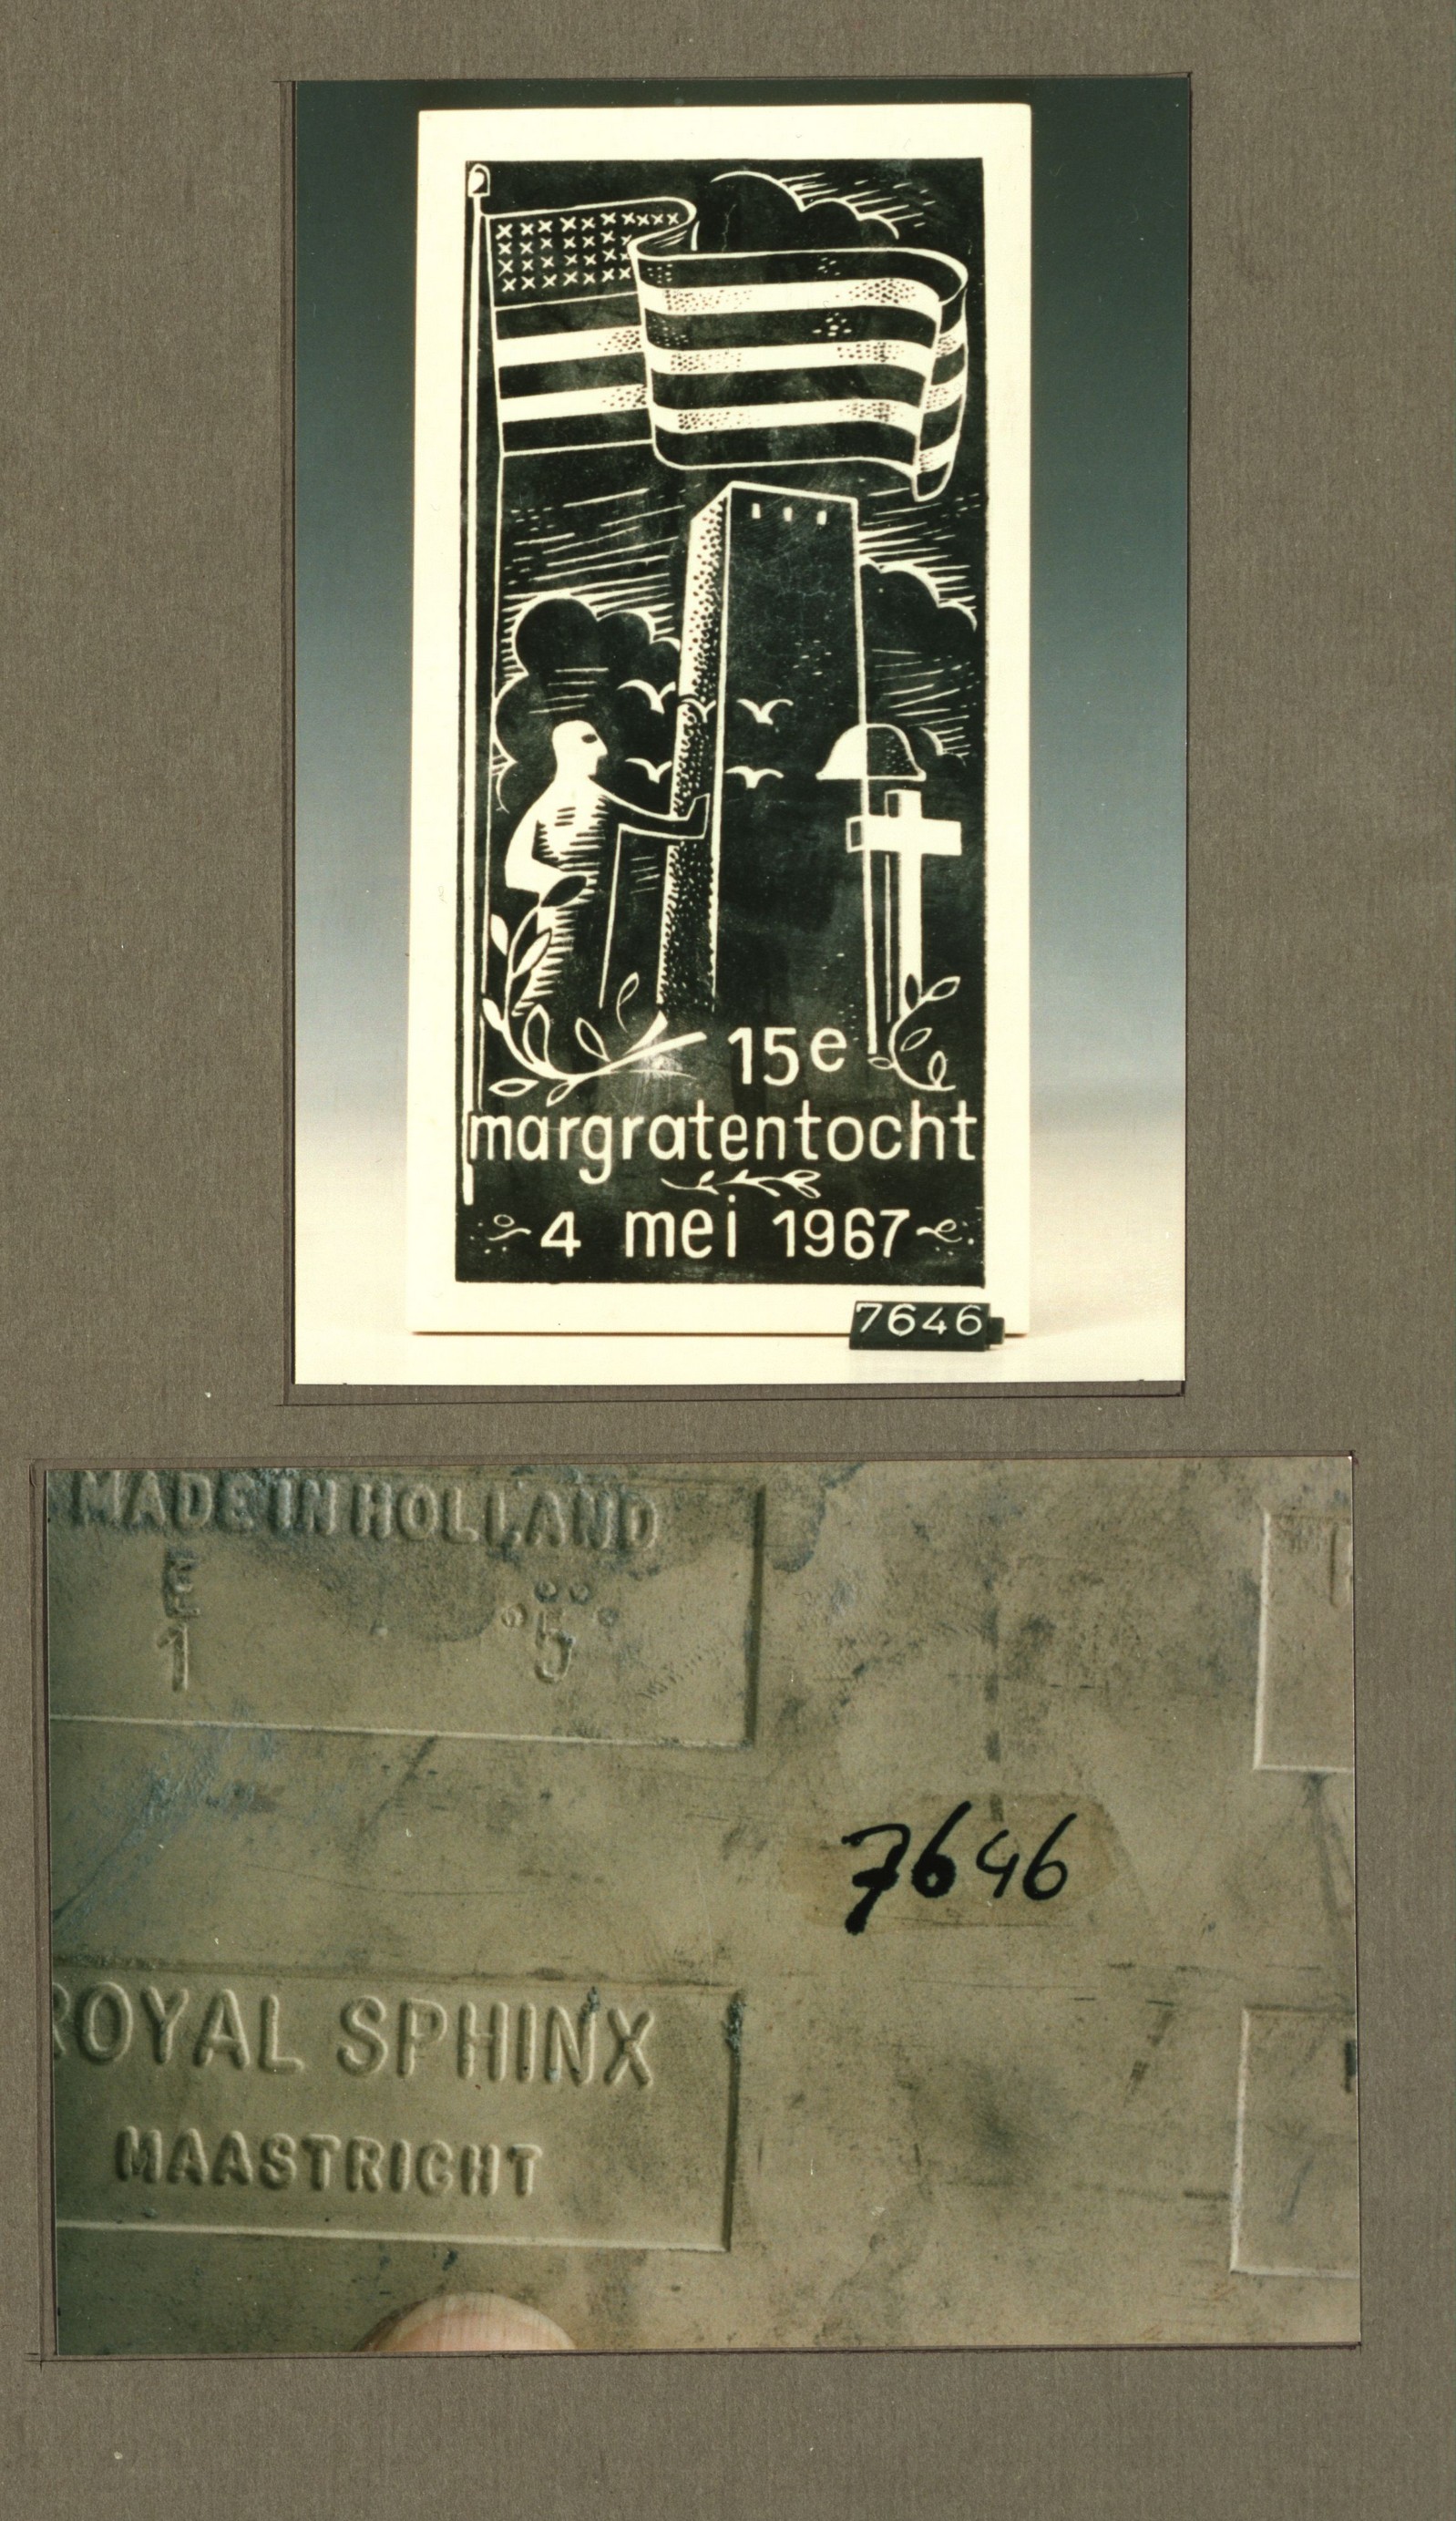 15e
margratentocht
4 mei 1967
7646
MADE IN HOLLAND
E
1 5
7646
ROYAL SPHINX
MAASTRICHT